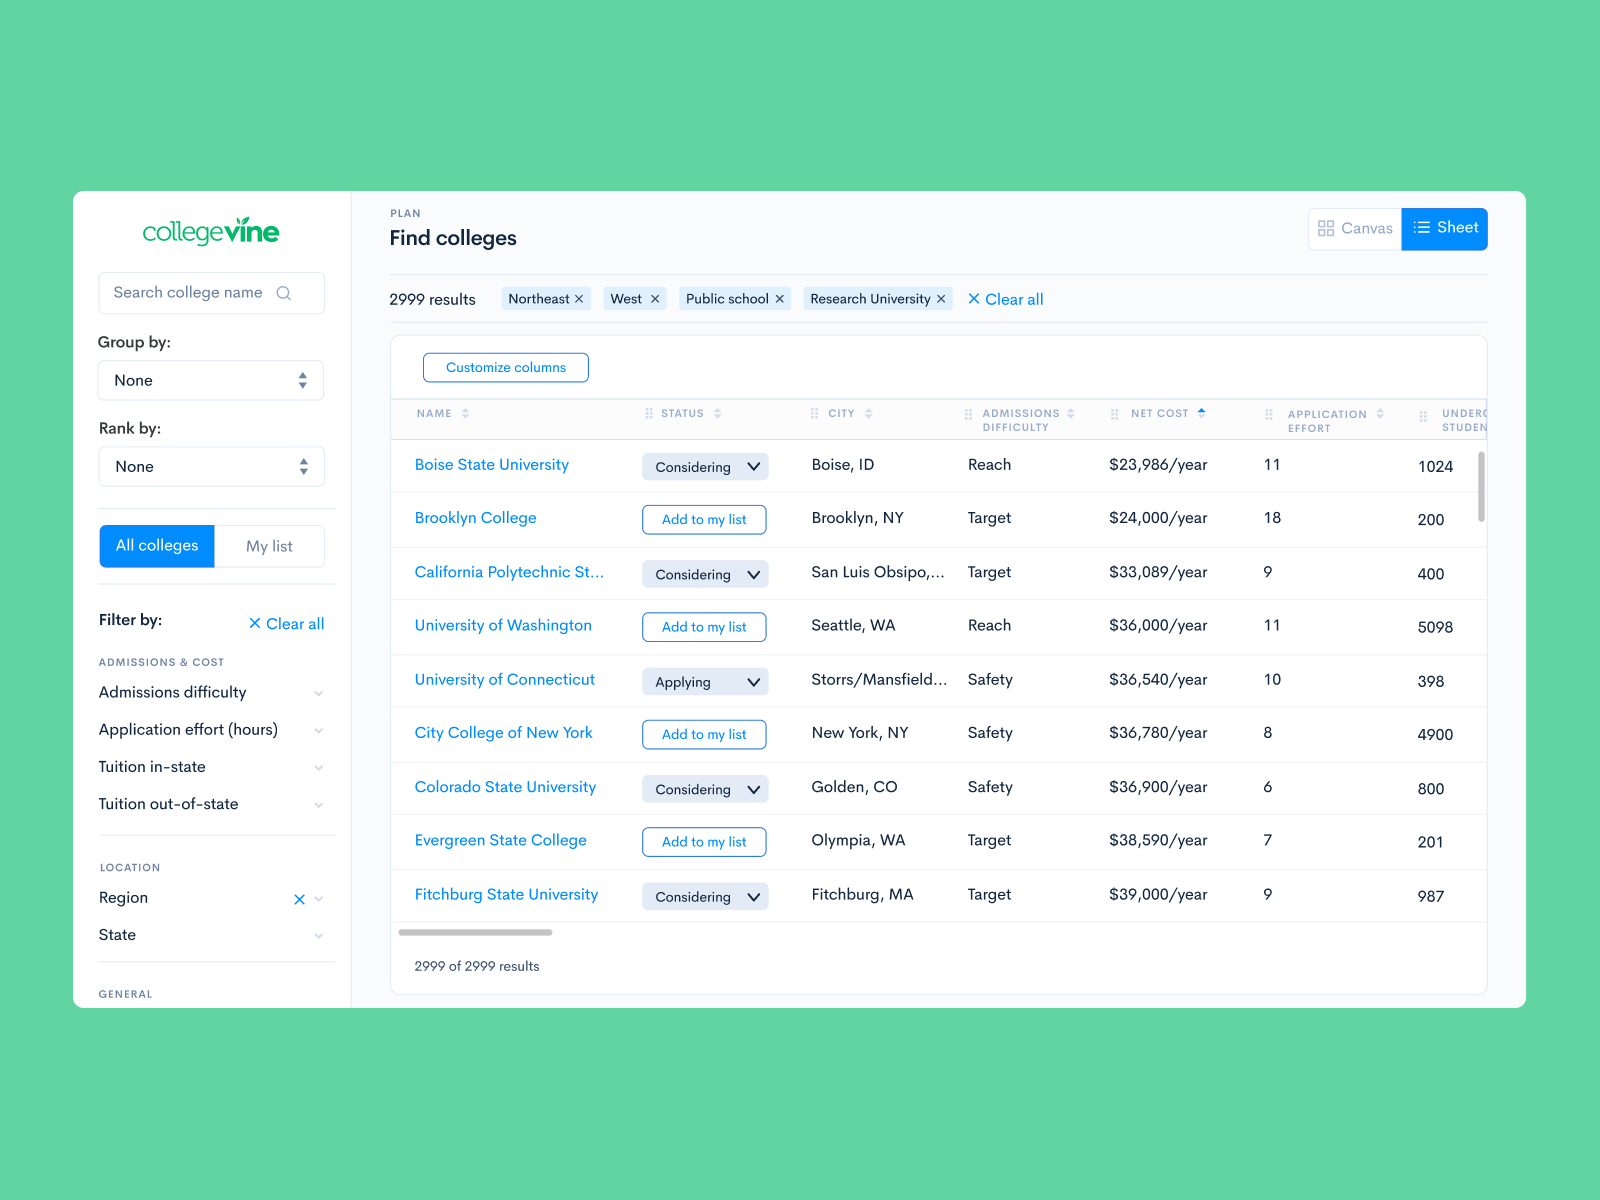 collegevine
Search college name
Group by:
None
Rank by:
None
All colleges
My list
Filter by:
Clear all
ADMISSIONS & COST
Admissions difficulty
Application effort (hours)
Tuition in-state
Tuition out-of-state
LOCATION
Region
State
GENERAL
PLAN
Find colleges
Canvas
Sheet
2999 results Northeast West Public school Research University Clear all
Customize columns
NAME STATUS CITY ADMISSIONS DIFFICULTY NET COST APPLICATION EFFORT UNDERG STUDEN
Boise State University Considering Boise, ID Reach $23,986/year 11 1024
Brooklyn College Add to my list Brooklyn, NY Target $24,000/year 18 200
California Polytechnic St... Considering San Luis Obsipo,... Target $33,089/year 9 400
University of Washington Add to my list Seattle, WA Reach $36,000/year 11 5098
University of Connecticut Applying Storrs/Mansfield... Safety $36,540/year 10 398
City College of New York Add to my list New York, NY Safety $36,780/year 8 4900
Colorado State University Considering Golden, CO Safety $36,900/year 6 800
Evergreen State College Add to my list Olympia, WA Target $38,590/year 7 201
Fitchburg State University Considering Fitchburg, MA Target $39,000/year 9 987
2999 of 2999 results